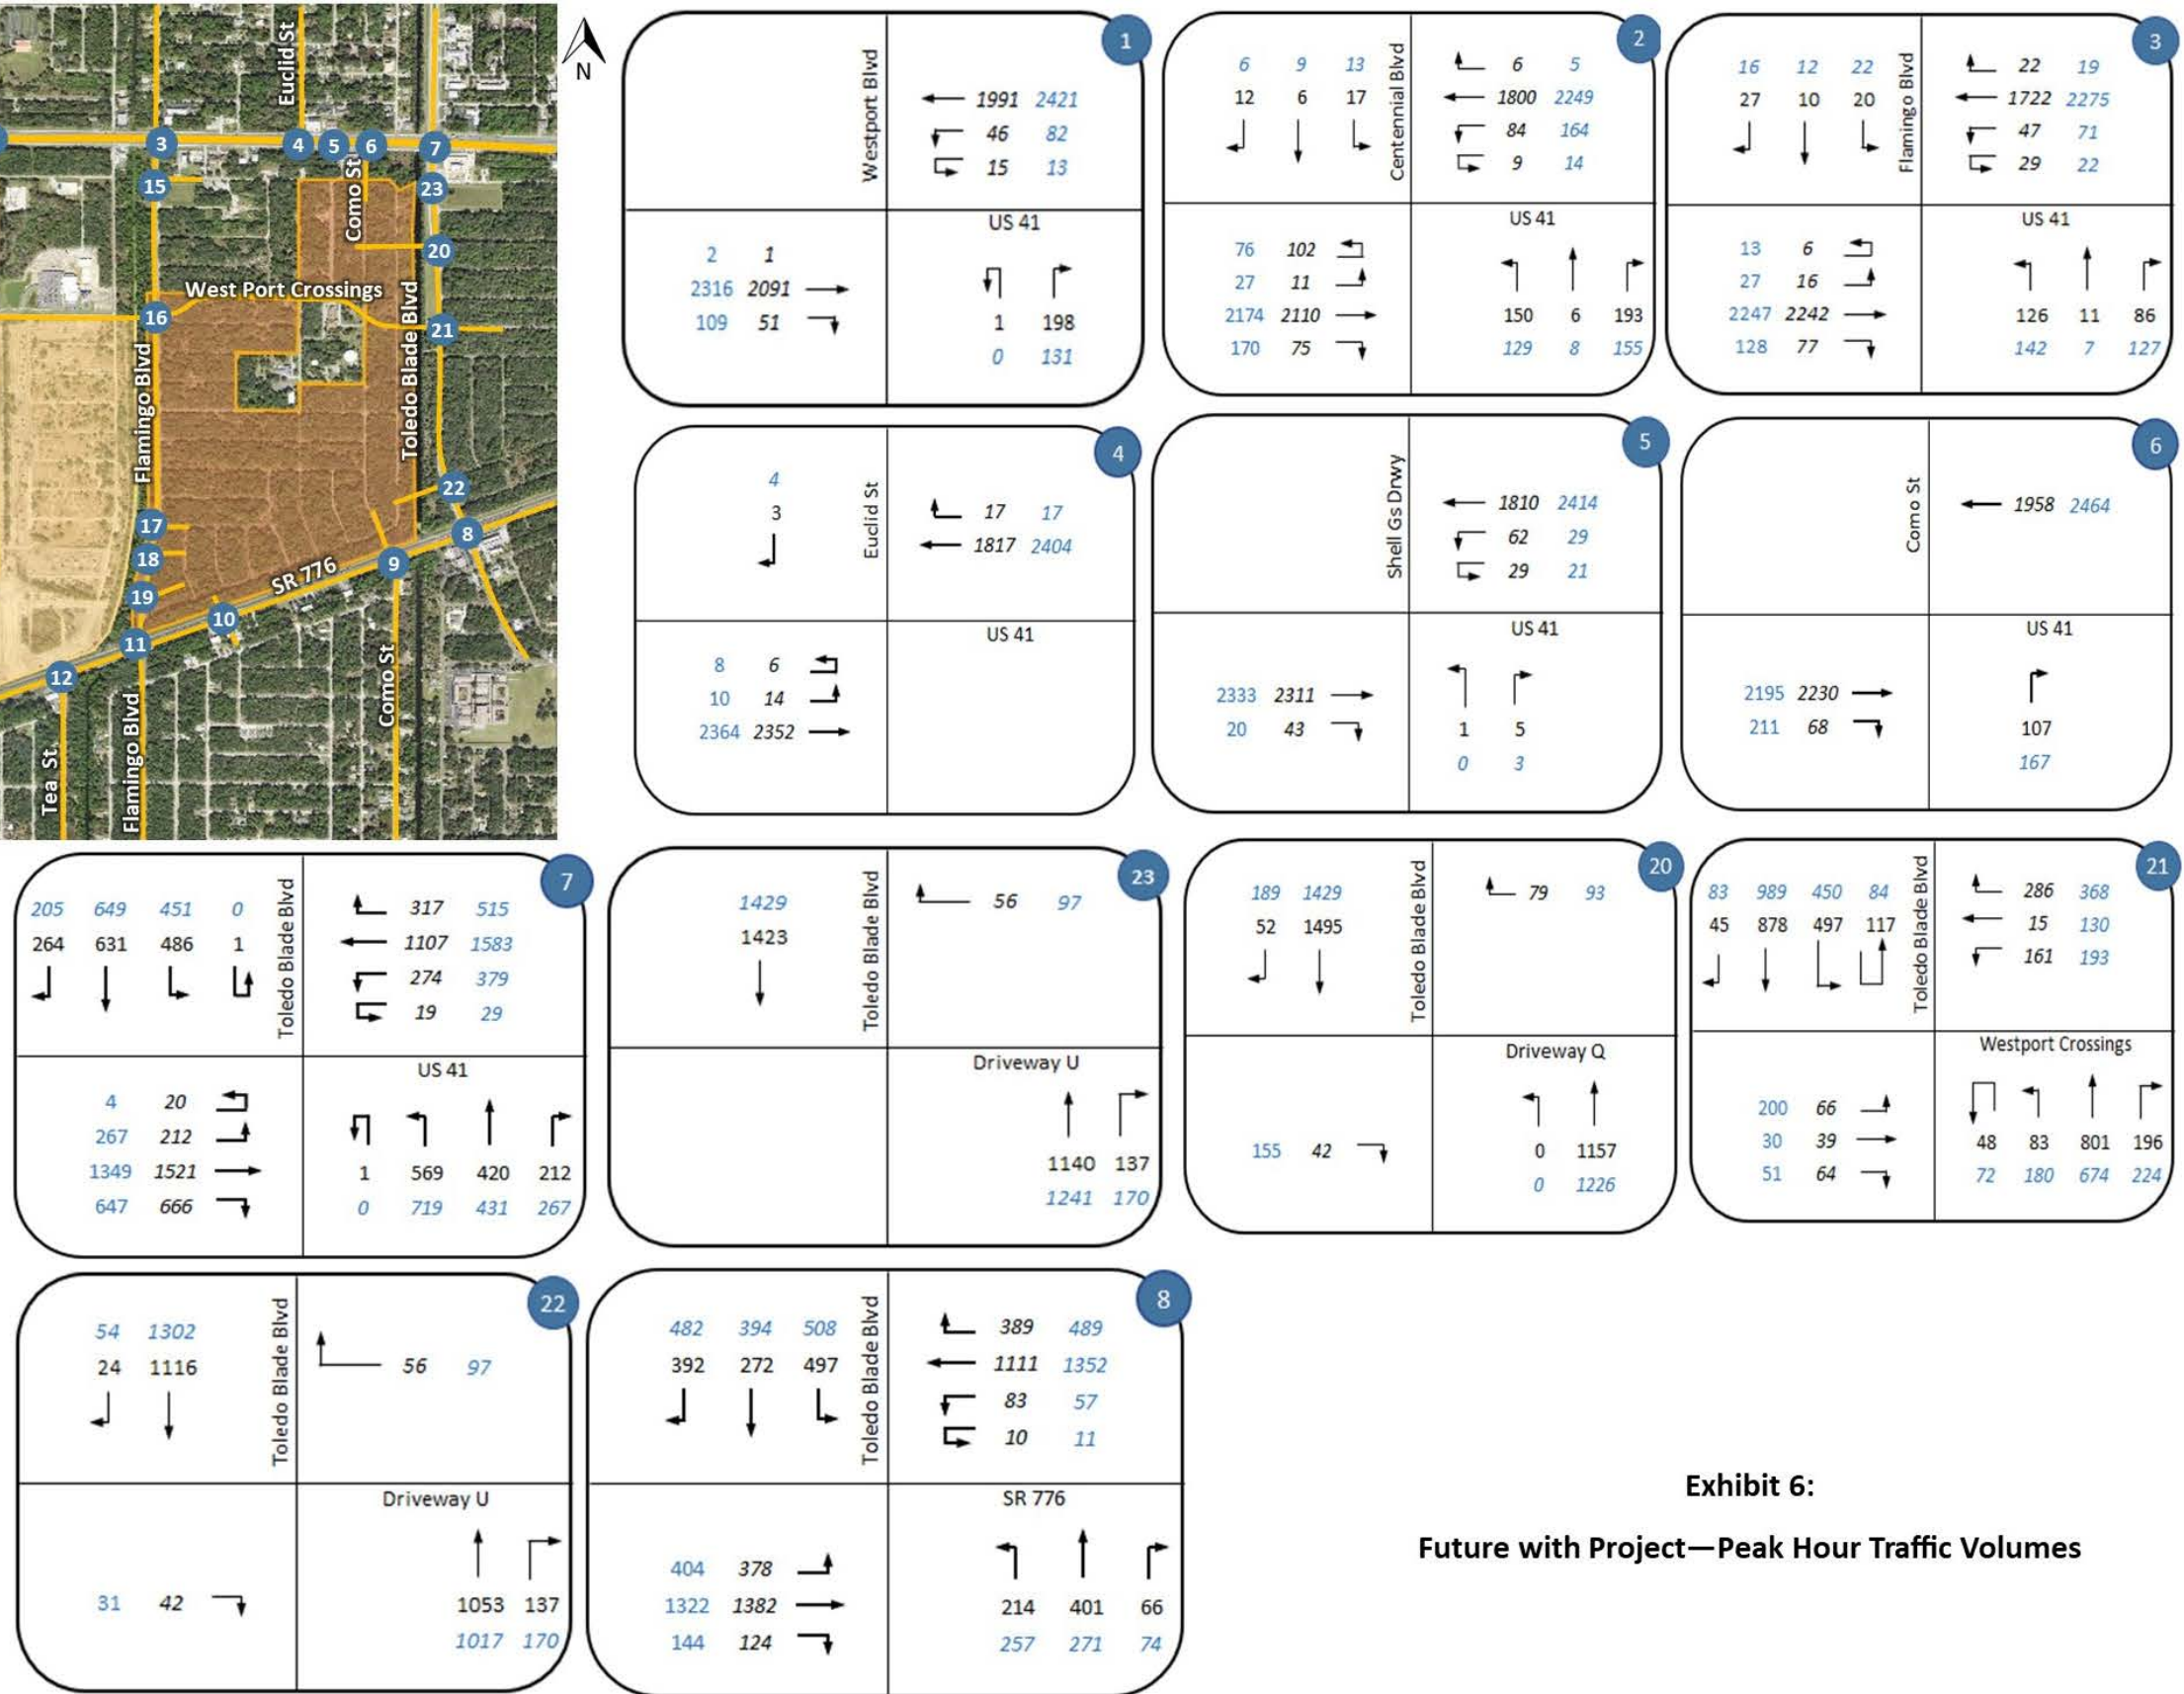 Euclid St
N
3
4
5
6
7
15
Como St
23
20
West Port Crossings
16
21
Flamingo Blvd
Toledo Blade Blvd
22
17
8
18
9
SR 776
19
10
11
12
Como St
Tea St
Flamingo Blvd
1
Westport Blvd
1991 2421
46 82
15 13
US 41
2 1
2316 2091
109 51
1 198
0 131
2
6 9 13
12 6 17
Centennial Blvd
6 5
1800 2249
84 164
9 14
US 41
76 102
27 11
2174 2110
170 75
150 6 193
129 8 155
3
16 12 22
27 10 20
Flamingo Blvd
22 19
1722 2275
47 71
29 22
US 41
13 6
27 16
2247 2242
128 77
126 11 86
142 7 127
4
4
3
Euclid St
17 17
1817 2404
US 41
8 6
10 14
2364 2352
5
Shell Gs Drwy
1810 2414
62 29
29 21
US 41
2333 2311
20 43
1 5
0 3
6
Como St
1958 2464
US 41
2195 2230
211 68
107
167
7
205 649 451 0
264 631 486 1
Toledo Blade Blvd
317 515
1107 1583
274 379
19 29
US 41
4 20
267 212
1349 1521
647 666
1 569 420 212
0 719 431 267
23
1429
1423
Toledo Blade Blvd
56 97
Driveway U
1140 137
1241 170
20
189 1429
52 1495
Toledo Blade Blvd
79 93
Driveway Q
155 42
0 1157
0 1226
21
83 989 450 84
45 878 497 117
Toledo Blade Blvd
286 368
15 130
161 193
Westport Crossings
200 66
30 39
51 64
48 83 801 196
72 180 674 224
22
54 1302
24 1116
Toledo Blade Blvd
56 97
Driveway U
31 42
1053 137
1017 170
8
482 394 508
392 272 497
Toledo Blade Blvd
389 489
1111 1352
83 57
10 11
SR 776
404 378
1322 1382
144 124
214 401 66
257 271 74
Exhibit 6:
Future with Project—Peak Hour Traffic Volumes